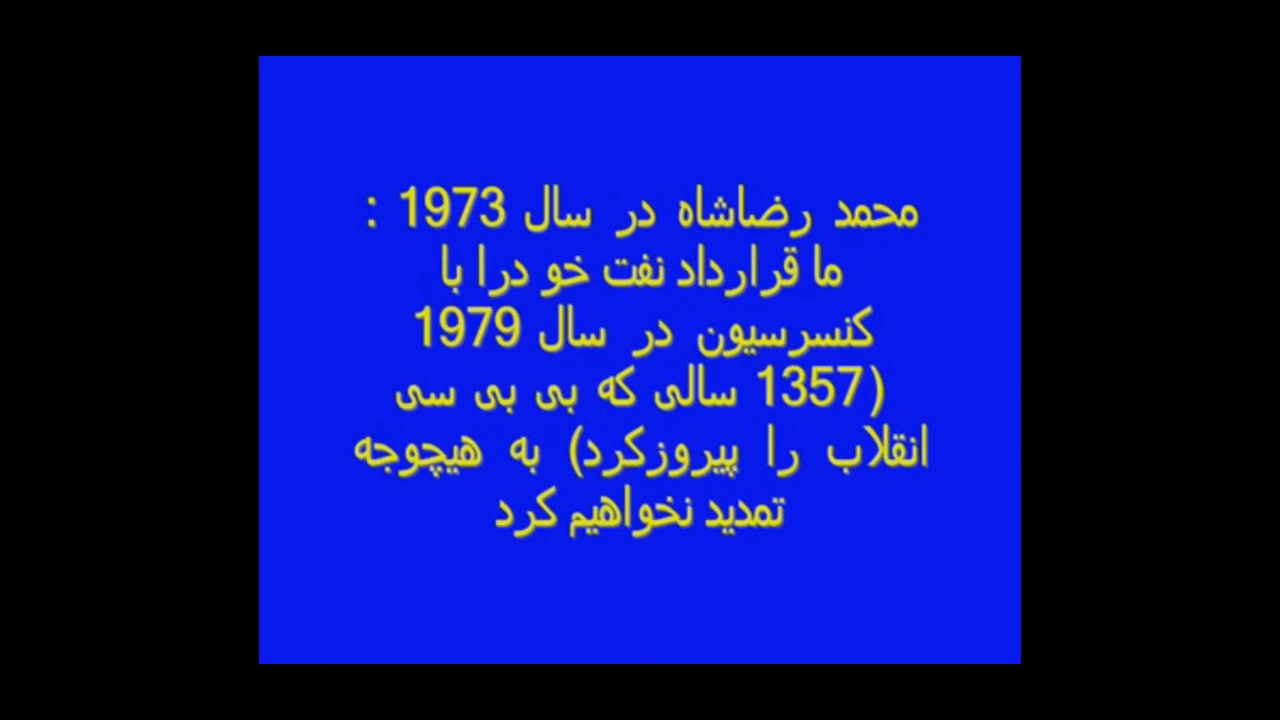 محمد رضاشاه در سال 1973 :
ما قرارداد نفت خو درا با
کنسرسیون در سال 1979
(1357 سالی که بی بی سی
انقلاب را پیروزکرد) به هیچوجه
تمدید نخواهیم کرد